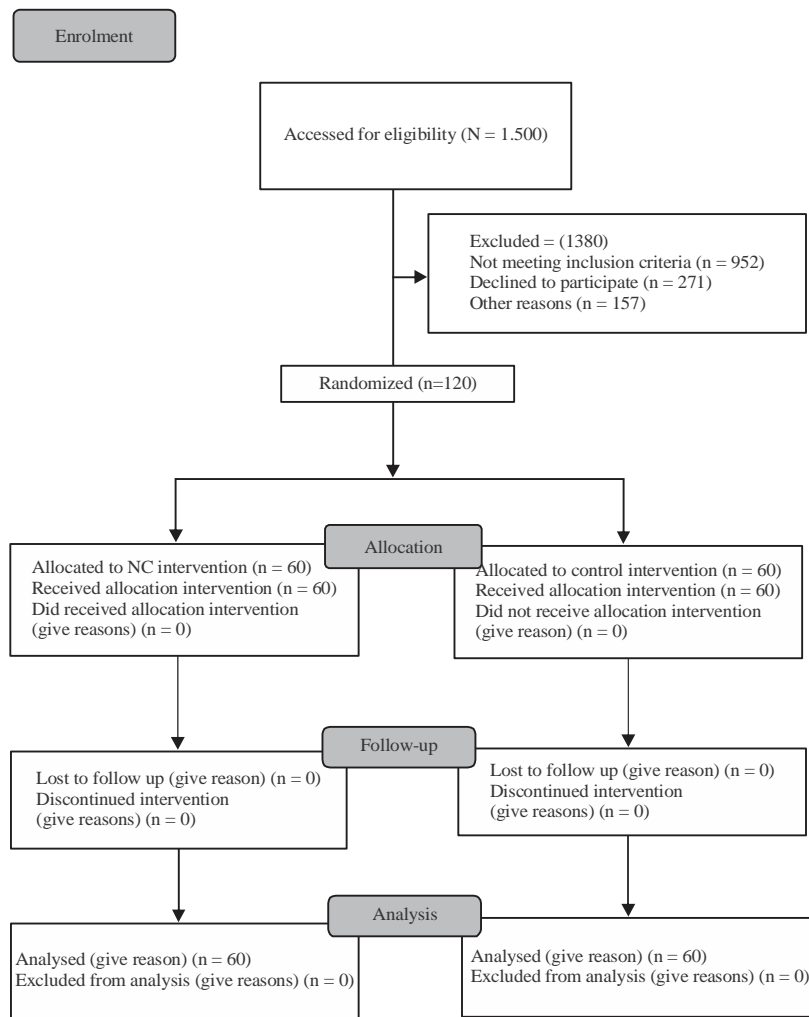 Enrolment
Accessed for eligibility (N = 1.500)
Excluded = (1380)
Not meeting inclusion criteria (n = 952)
Declined to participate (n = 271)
Other reasons (n = 157)
Randomized (n=120)
Allocation
Allocated to NC intervention (n = 60)
Received allocation intervention (n = 60)
Did received allocation intervention
(give reasons) (n = 0)
Allocated to control intervention (n = 60)
Received allocation intervention (n = 60)
Did not receive allocation intervention
(give reason) (n = 0)
Follow-up
Lost to follow up (give reason) (n = 0)
Discontinued intervention
(give reasons) (n = 0)
Lost to follow up (give reason) (n = 0)
Discontinued intervention
(give reasons) (n = 0)
Analysis
Analysed (give reason) (n = 60)
Excluded from analysis (give reasons) (n = 0)
Analysed (give reason) (n = 60)
Excluded from analysis (give reasons) (n = 0)